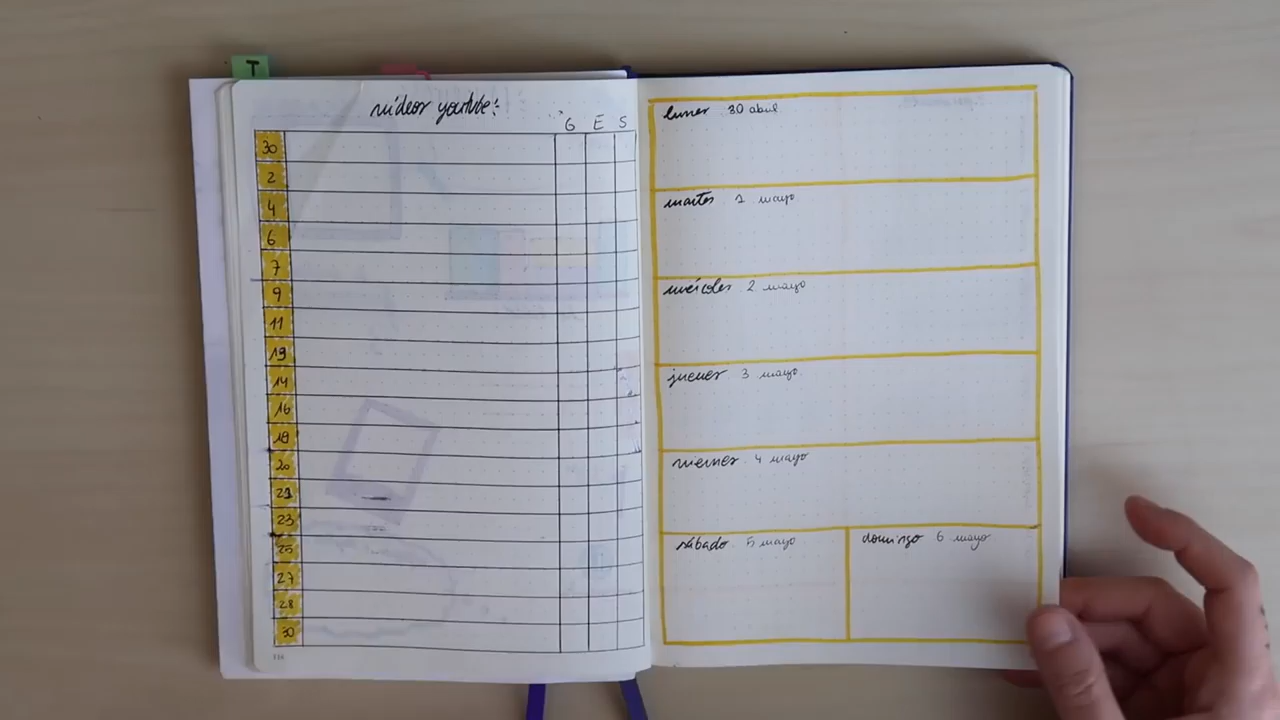 T
videos youtube:
G E S
30
2
4
6
7
9
11
13
14
16
18
20
21
23
25
27
28
30
lunes 30 abril
martes 1 mayo
miércoles 2 mayo
jueves 3 mayo
viernes 4 mayo
sábado 5 mayo
domingo 6 mayo